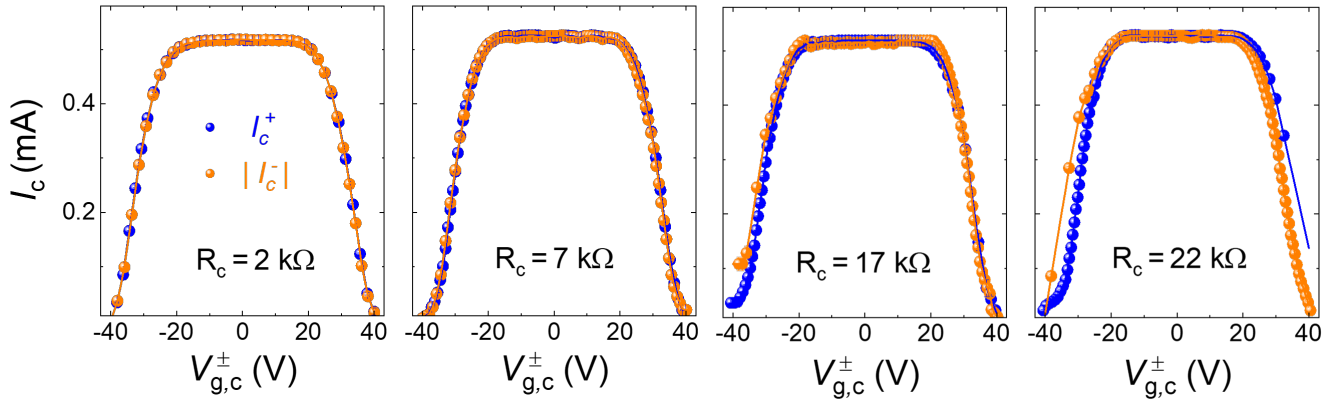 I_c (mA)
0.4
0.2
I_c^+
|I_c^-|
R_c = 2 kΩ
-40 -20 0 20 40
V_g,c^± (V)
R_c = 7 kΩ
-40 -20 0 20 40
V_g,c^± (V)
R_c = 17 kΩ
-40 -20 0 20 40
V_g,c^± (V)
R_c = 22 kΩ
-40 -20 0 20 40
V_g,c^± (V)